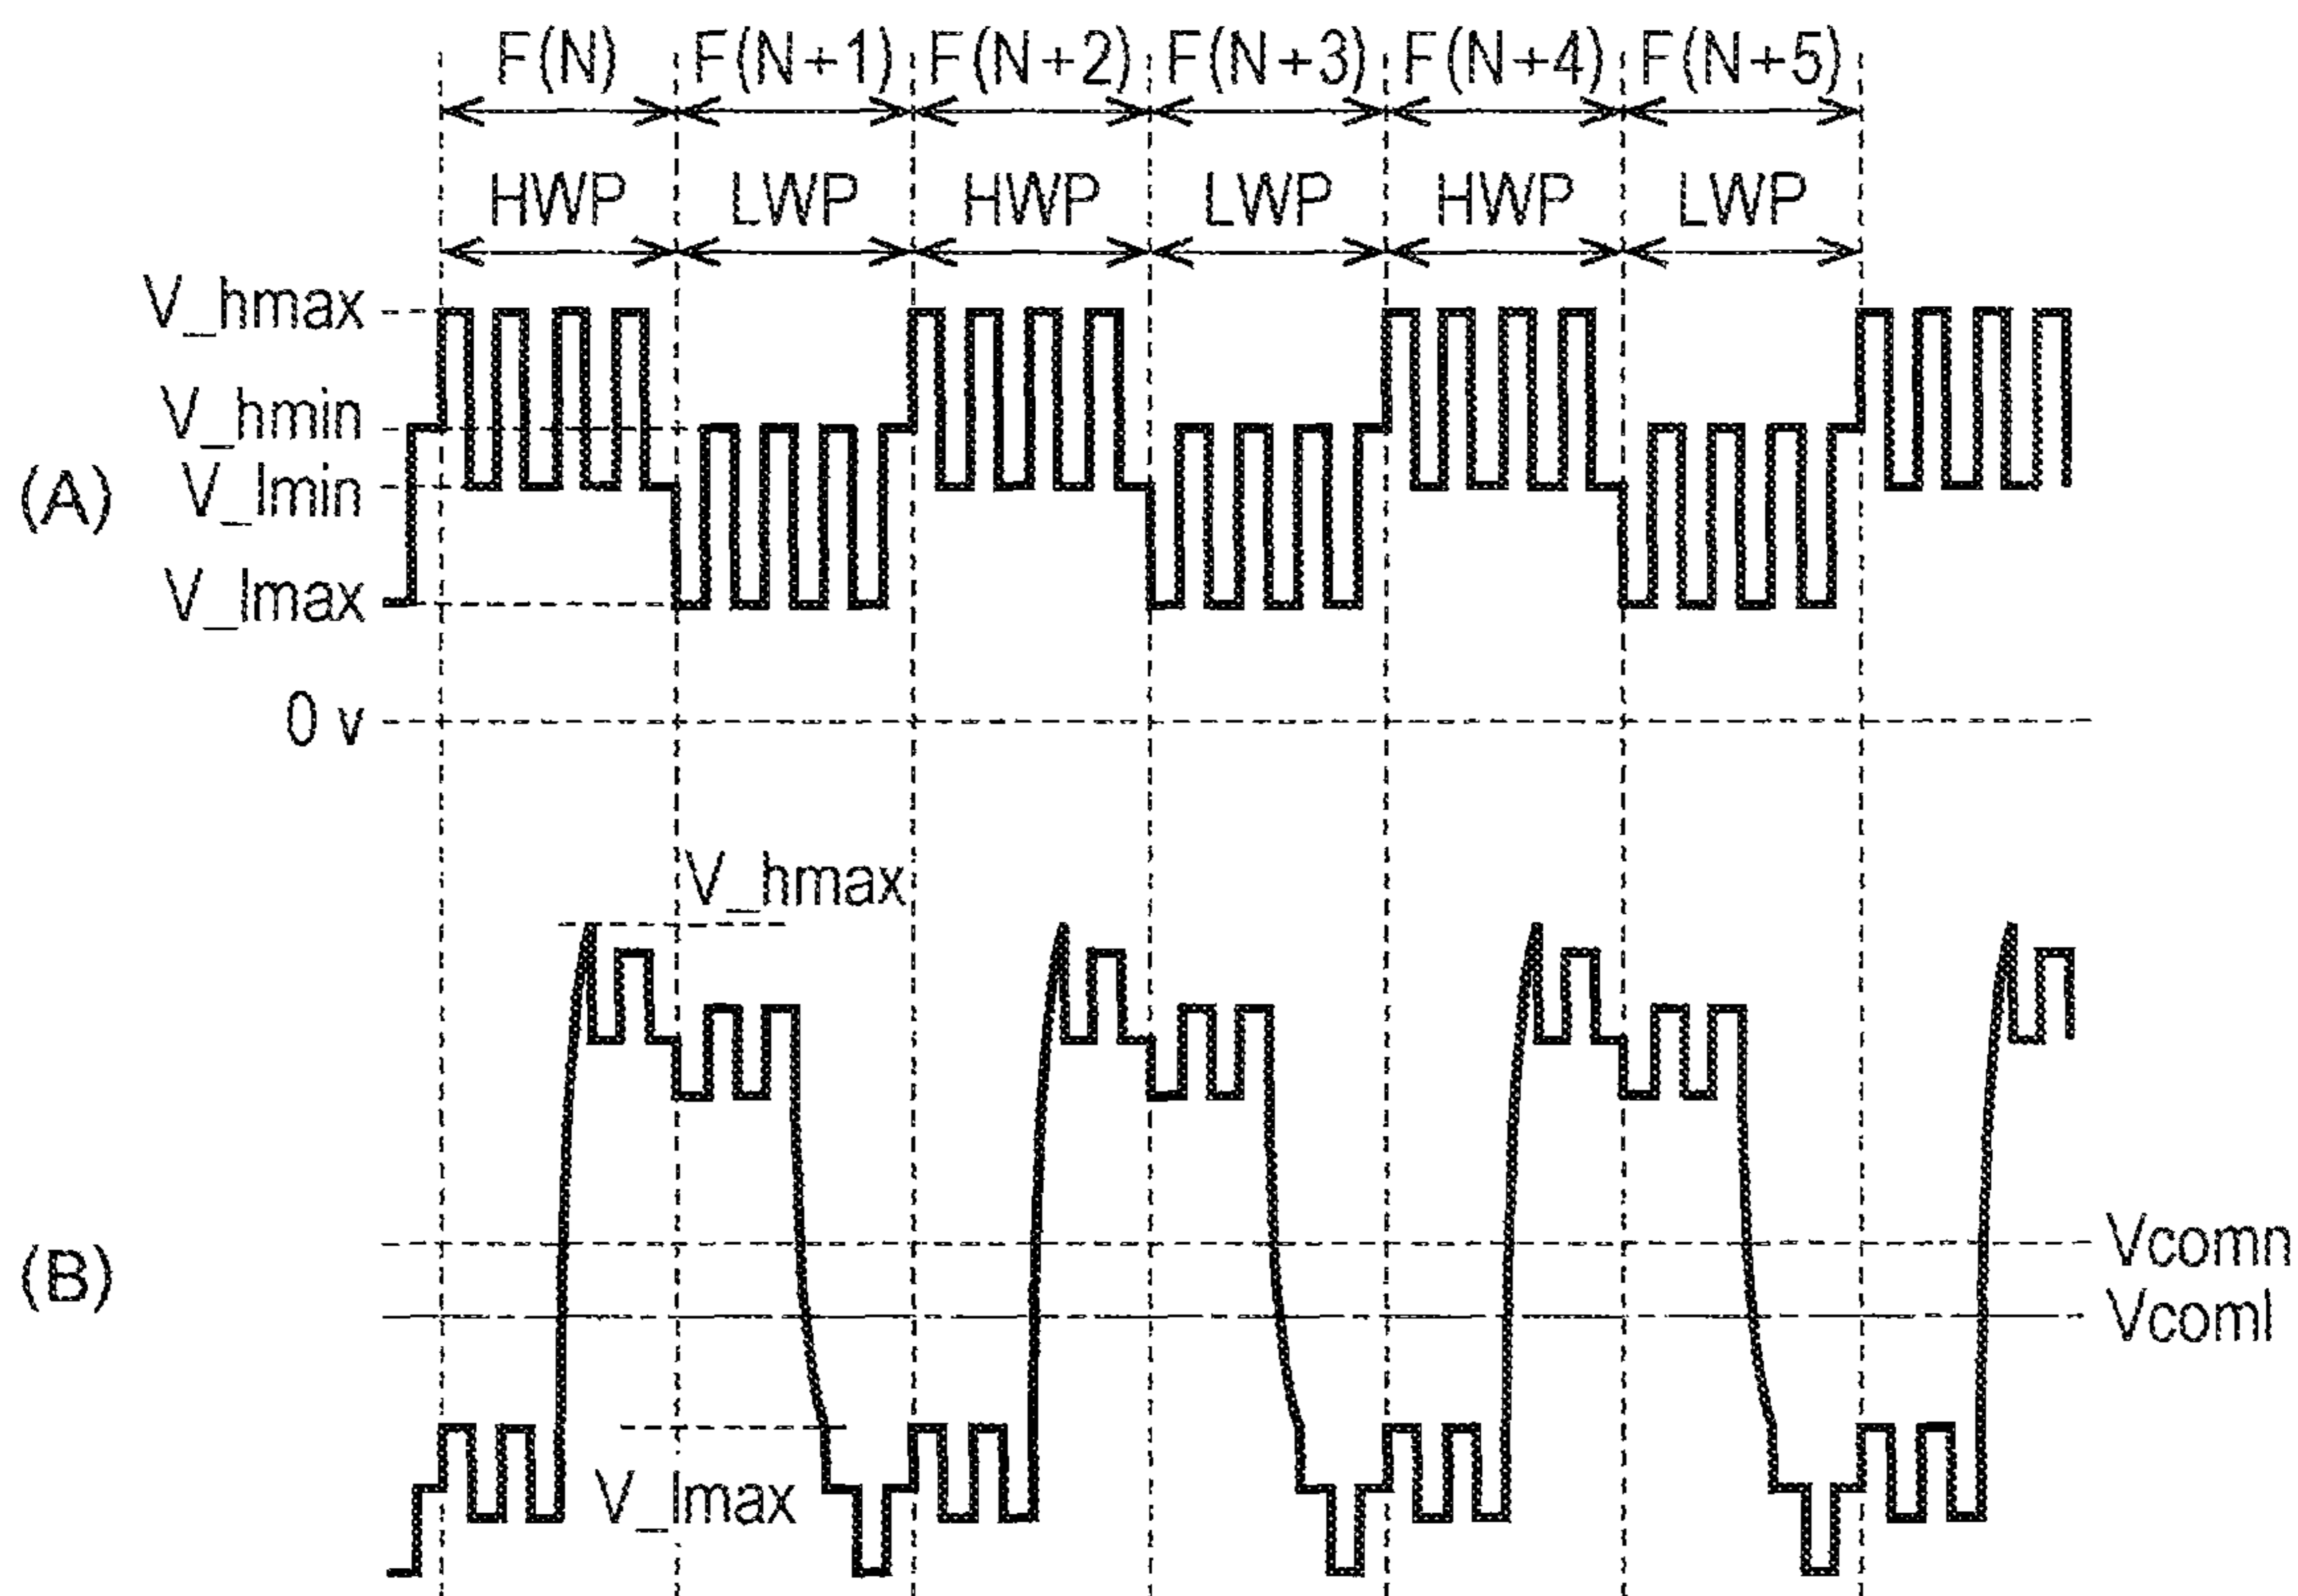 F(N) F(N+1) F(N+2) F(N+3) F(N+4) F(N+5)
HWP LWP HWP LWP HWP LWP
V_hmax
V_hmin
(A) V_lmin
V_lmax
0 v
V_hmax
Vcomn
(B)
Vcoml
V_lmax